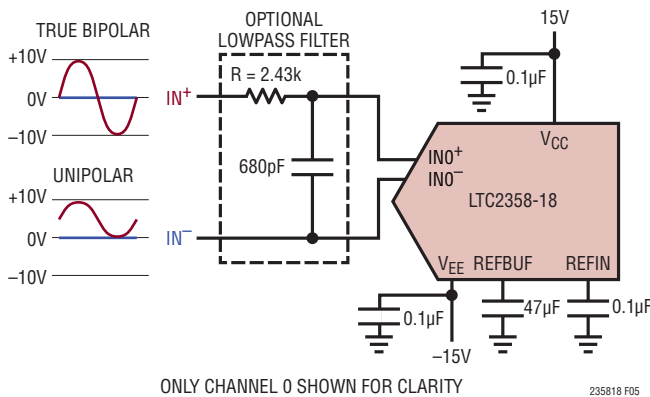 TRUE BIPOLAR
+10V
0V
–10V
UNIPOLAR
+10V
0V
–10V
IN+
IN–
OPTIONAL
LOWPASS FILTER
R = 2.43k
680pF
15V
0.1µF
VCC
IN0+
IN0–
LTC2358-18
VEE
REFBUF
REFIN
0.1µF
–15V
47µF
0.1µF
ONLY CHANNEL 0 SHOWN FOR CLARITY
235818 F05